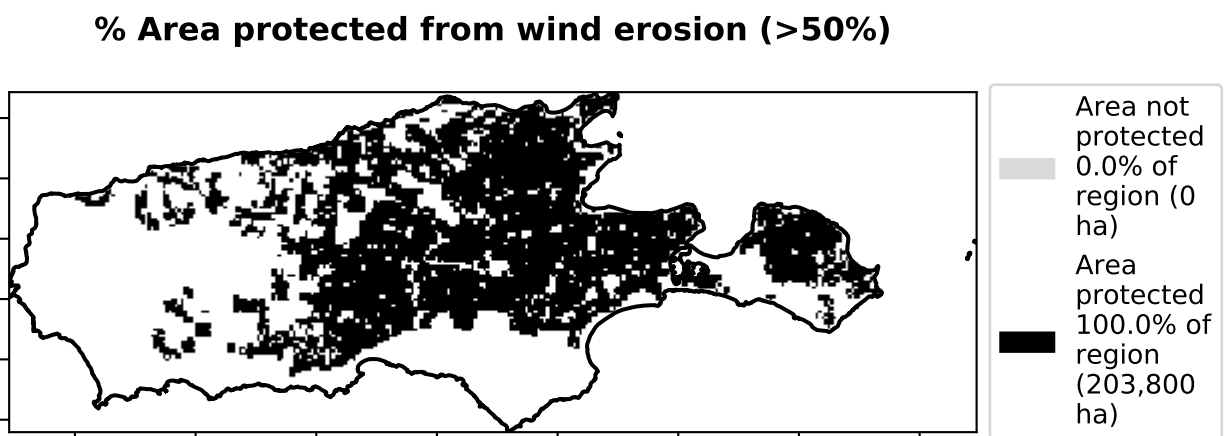 % Area protected from wind erosion (>50%)
Area not
protected
0.0% of
region (0
ha)
Area
protected
100.0% of
region
(203,800
ha)